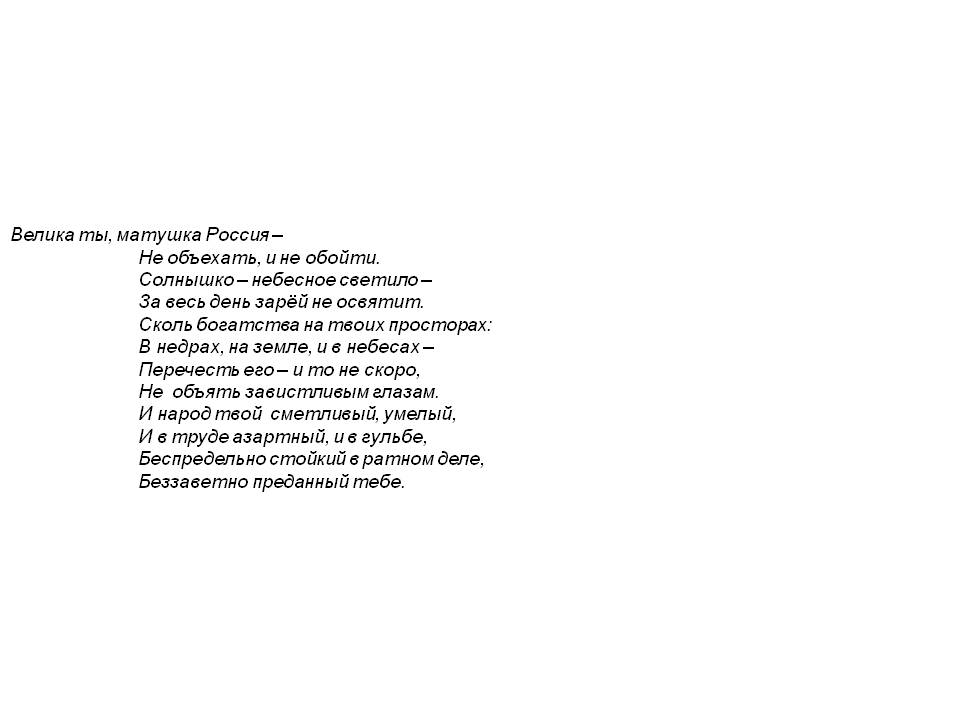 Велика ты, матушка Россия –
Не объехать, и не обойти.
Солнышко – небесное светило –
За весь день зарёй не освятит.
Сколь богатства на твоих просторах:
В недрах, на земле, и в небесах –
Перечесть его – и то не скоро,
Не  объять завистливым глазам.
И народ твой  сметливый, умелый,
И в труде азартный, и в гульбе,
Беспредельно стойкий в ратном деле,
Беззаветно преданный тебе.